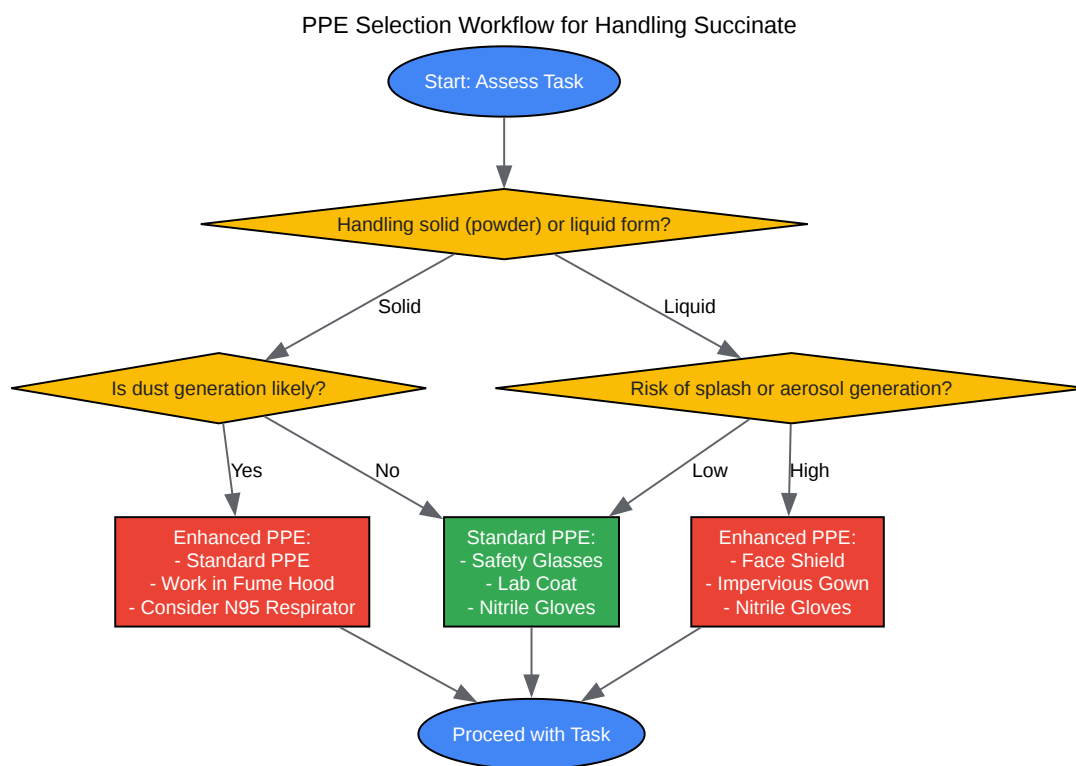 PPE Selection Workflow for Handling Succinate
Start: Assess Task
Handling solid (powder) or liquid form?
Solid
Liquid
Is dust generation likely?
Risk of splash or aerosol generation?
Yes
No
Low
High
Enhanced PPE:
- Standard PPE
- Work in Fume Hood
- Consider N95 Respirator
Standard PPE:
- Safety Glasses
- Lab Coat
- Nitrile Gloves
Enhanced PPE:
- Face Shield
- Impervious Gown
- Nitrile Gloves
Proceed with Task